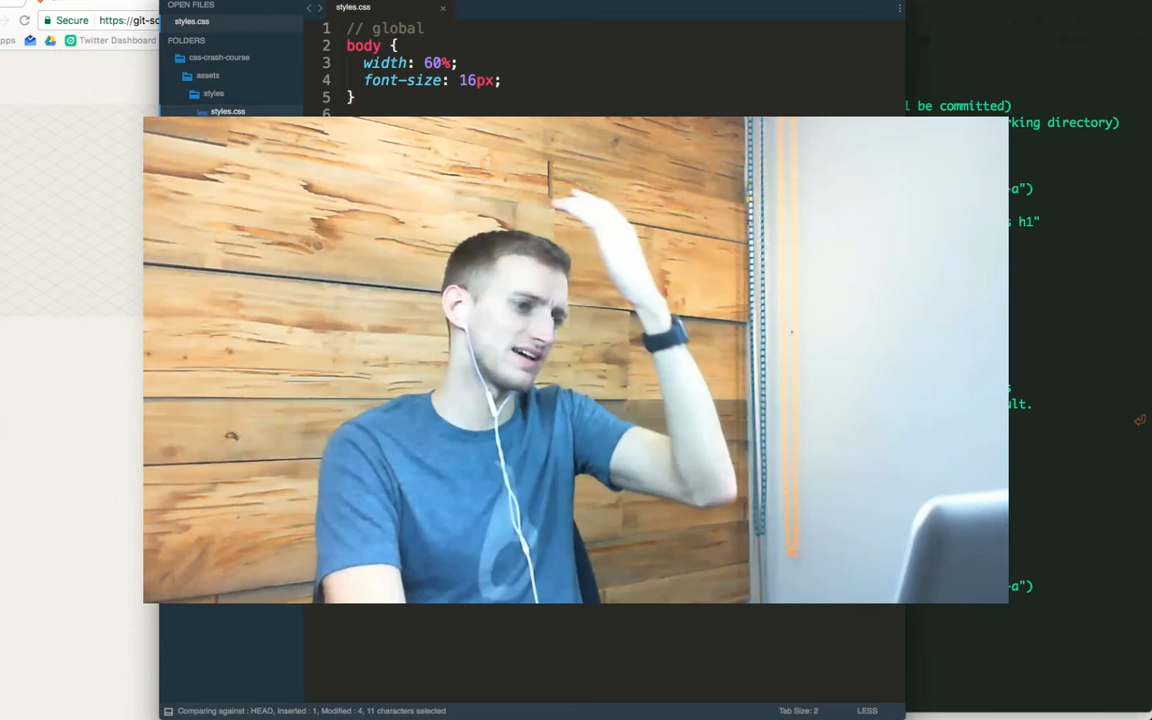 Secure https://git-sc
Twitter Dashboard
OPEN FILES
styles.css
FOLDERS
css-crash-course
assets
styles
styles.css
styles.css
1 // global
2 body {
3 width: 60%;
4 font-size: 16px;
5 }
6
l be committed)
rking directory)
-a")
s h1"
s
ult.
-a")
Comparing against : HEAD, Inserted : 1, Modified : 4, 11 characters selected
Tab Size: 2
LESS